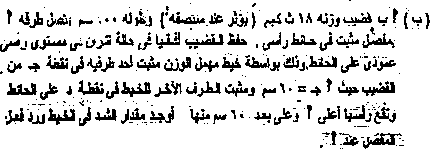 (ب) أ ب قضيب وزنه ١٨ ث كجم (يؤثر عند منتصفه) وطوله ١٠٠ سم يتصل طرفه أ
بمفصل مثبت في حائط رأسي . حفظ القضيب أفقيا في حالة اتزان في مستوى رأسي
عمودى على الحائط وذلك بواسطة خيط مهمل الوزن مثبت أحد طرفيه في نقطة جـ من
القضيب حيث أ جـ = ٦٠ سم ومثبت الطرف الآخر للخيط في نقطة د على الحائط
وتقع رأسيا أعلى أ وعلى بعد ٦٠ سم منها أوجد مقدار الشد في الخيط ورد فعل
المفصل عند أ .